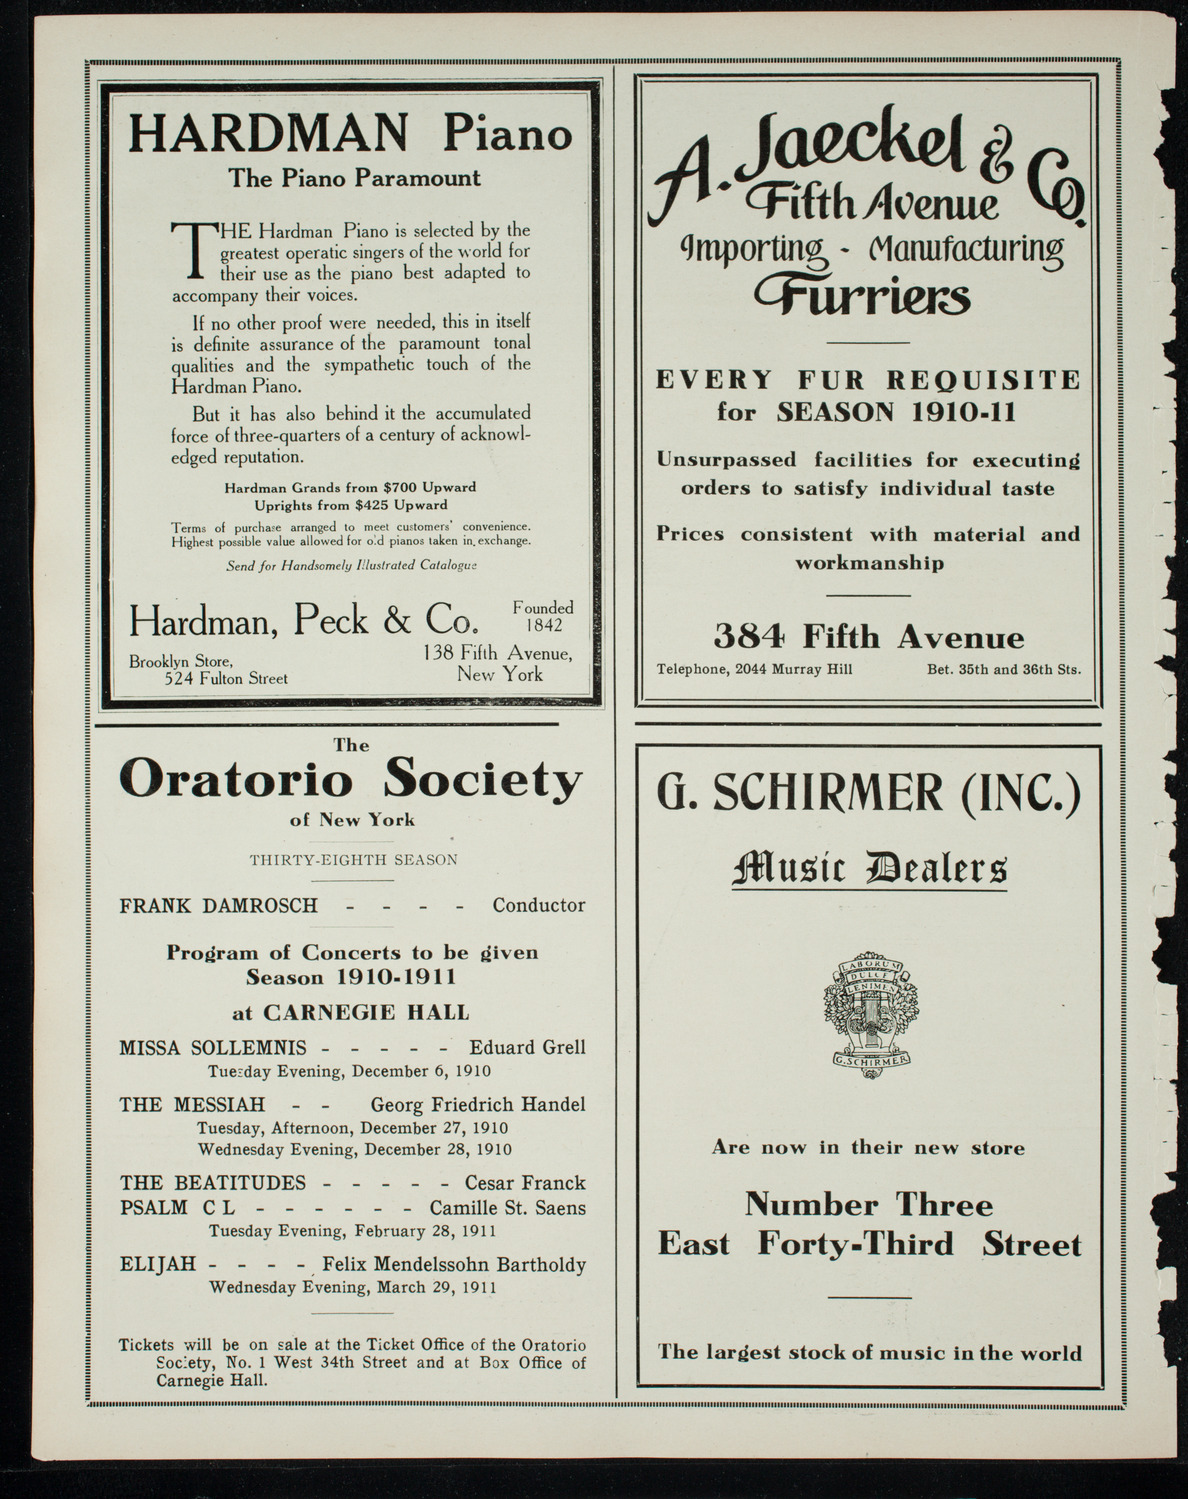 HARDMAN Piano
The Piano Paramount
THE Hardman Piano is selected by the
greatest operatic singers of the world for
their use as the piano best adapted to
accompany their voices.
If no other proof were needed, this in itself
is definite assurance of the paramount tonal
qualities and the sympathetic touch of the
Hardman Piano.
But it has also behind it the accumulated
force of three-quarters of a century of acknowl-
edged reputation.
Hardman Grands from $700 Upward
Uprights from $425 Upward
Terms of purchase arranged to meet customers' convenience.
Highest possible value allowed for old pianos taken in exchange.
Send for Handsomely Illustrated Catalogue
Hardman, Peck & Co.
Founded
1842
Brooklyn Store,
524 Fulton Street
138 Fifth Avenue,
New York
A. Jaeckel & Co.
Fifth Avenue
Importing - Manufacturing
Furriers
EVERY FUR REQUISITE
for SEASON 1910-11
Unsurpassed facilities for executing
orders to satisfy individual taste
Prices consistent with material and
workmanship
384 Fifth Avenue
Telephone, 2044 Murray Hill Bet. 35th and 36th Sts.
The
Oratorio Society
of New York
THIRTY-EIGHTH SEASON
FRANK DAMROSCH - - - - Conductor
Program of Concerts to be given
Season 1910-1911
at CARNEGIE HALL
MISSA SOLLEMNIS - - - - - Eduard Grell
Tuesday Evening, December 6, 1910
THE MESSIAH - - Georg Friedrich Handel
Tuesday, Afternoon, December 27, 1910
Wednesday Evening, December 28, 1910
THE BEATITUDES - - - - - Cesar Franck
PSALM C L - - - - - - Camille St. Saens
Tuesday Evening, February 28, 1911
ELIJAH - - - - Felix Mendelssohn Bartholdy
Wednesday Evening, March 29, 1911
Tickets will be on sale at the Ticket Office of the Oratorio
Society, No. 1 West 34th Street and at Box Office of
Carnegie Hall.
G. SCHIRMER (INC.)
Music Dealers
LABORUM
DULCE
LENIMEN
G. SCHIRMER
Are now in their new store
Number Three
East Forty-Third Street
The largest stock of music in the world